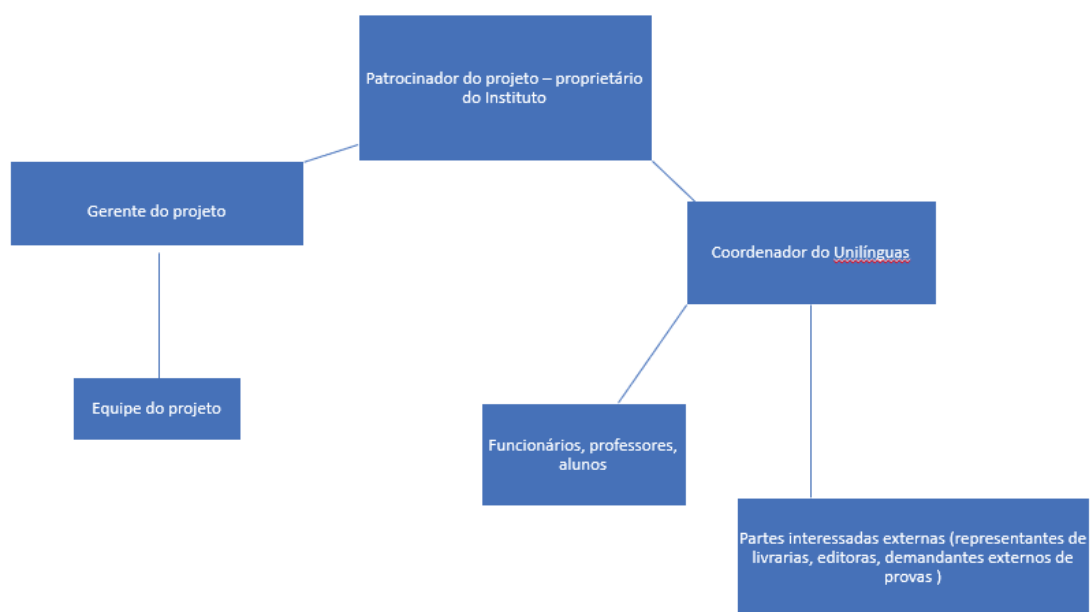 Patrocinador do projeto – proprietário
do Instituto
Gerente do projeto
Coordenador do Unilínguas
Equipe do projeto
Funcionários, professores,
alunos
Partes interessadas externas (representantes de
livrarias, editoras, demandantes externos de
provas )